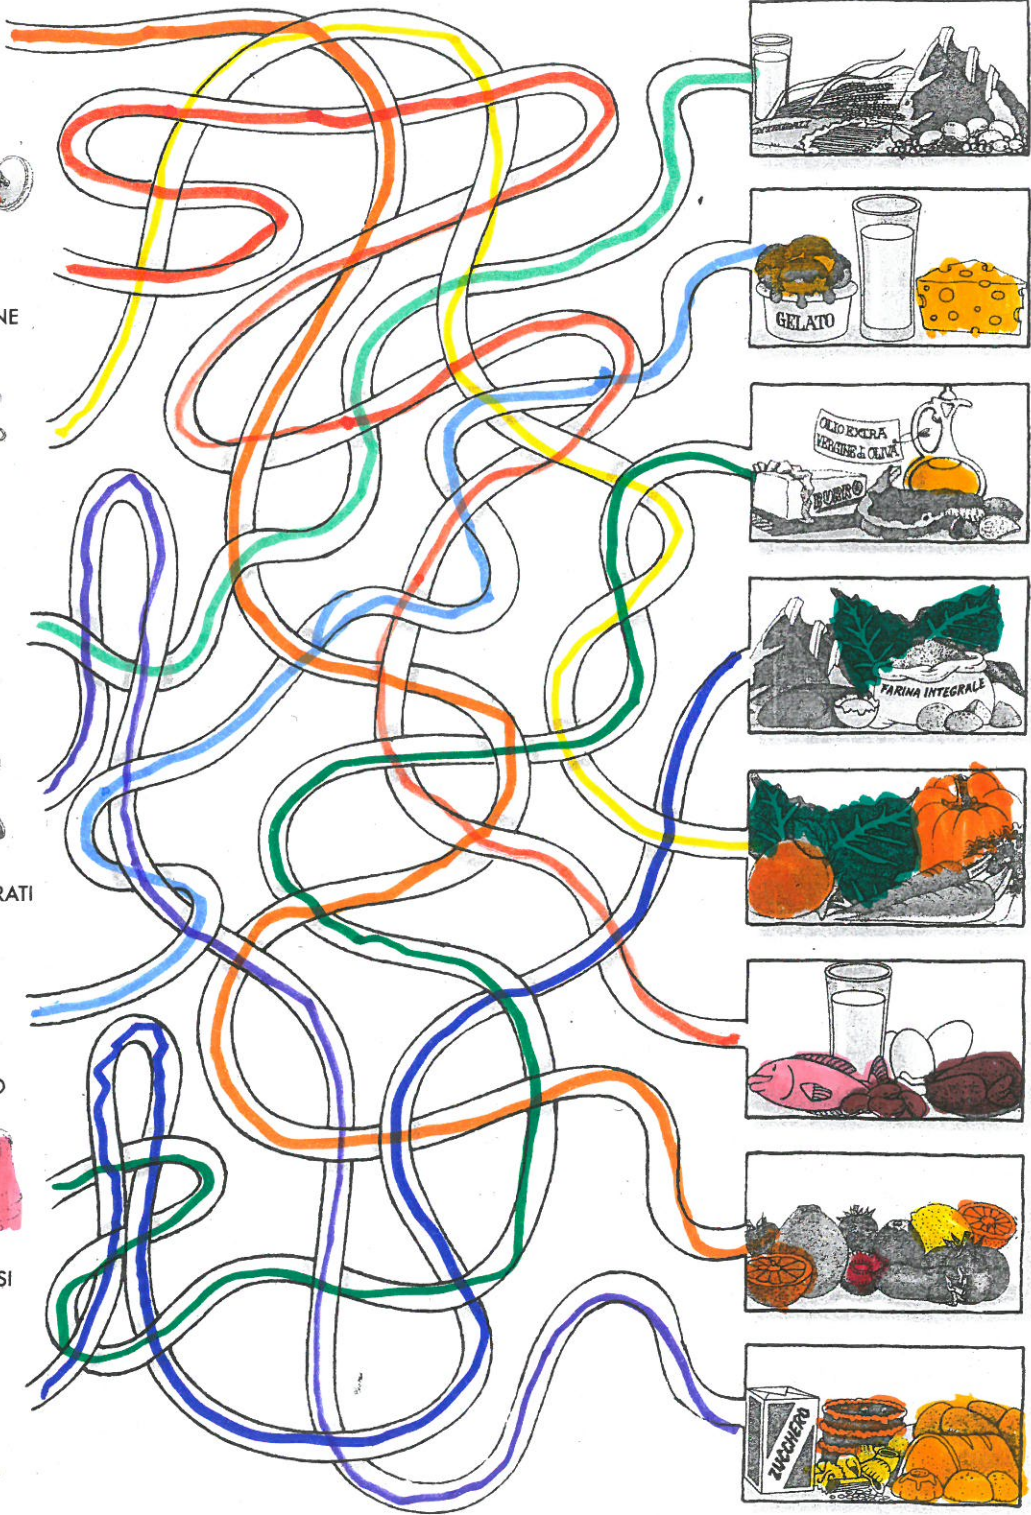 NE
GELATO
OLIO EXTRA
VERGINE di OLIVA
BURRO
FARINA INTEGRALE
RATI
SI
ZUCCHERO